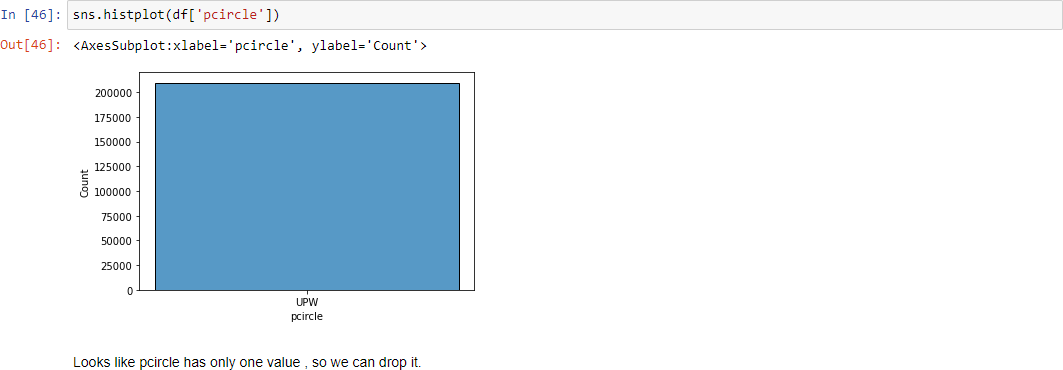 In [46]: sns.histplot(df['pcircle'])
Out[46]: <AxesSubplot:xlabel='pcircle', ylabel='Count'>
200000
175000
150000
125000
100000
75000
50000
25000
0
Count
UPW
pcircle
Looks like pcircle has only one value , so we can drop it.